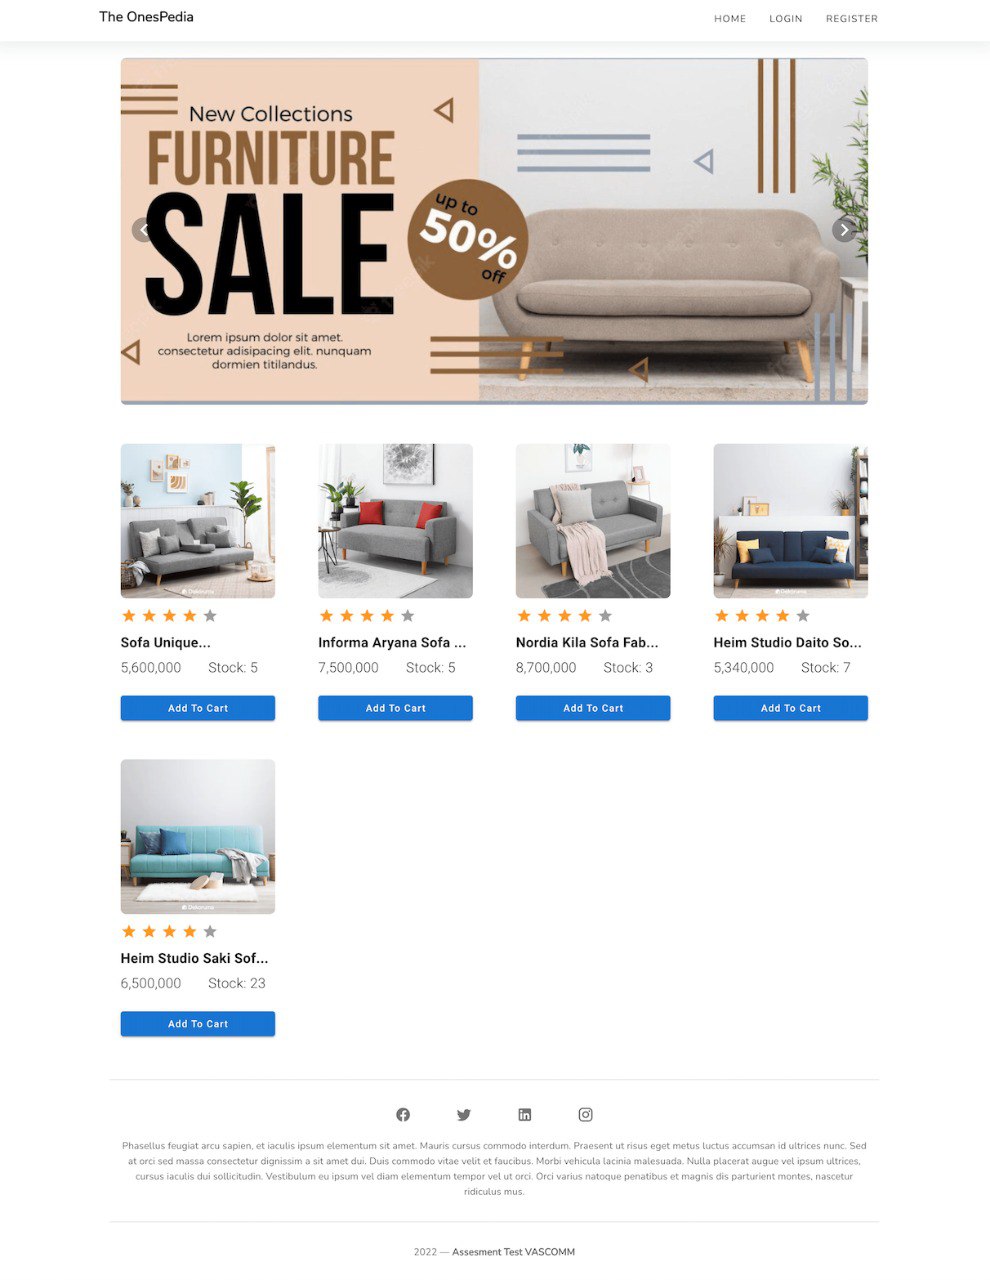 The OnesPedia
HOME LOGIN REGISTER
New Collections
FURNITURE
SALE
up to
50%
off
Lorem ipsum dolor sit amet.
consectetur adisipacing elit. nunquam
dormien titilandus.
Sofa Unique...
5,600,000 Stock: 5
Add To Cart
Informa Aryana Sofa ...
7,500,000 Stock: 5
Add To Cart
Nordia Kila Sofa Fab...
8,700,000 Stock: 3
Add To Cart
Dekoruma
Heim Studio Daito So...
5,340,000 Stock: 7
Add To Cart
Dekoruma
Heim Studio Saki Sof...
6,500,000 Stock: 23
Add To Cart
Phasellus feugiat arcu sapien, et iaculis ipsum elementum sit amet. Mauris cursus commodo interdum. Praesent ut risus eget metus luctus accumsan id ultrices nunc. Sed
at orci sed massa consectetur dignissim a sit amet dui. Duis commodo vitae velit et faucibus. Morbi vehicula lacinia malesuada. Nulla placerat augue vel ipsum ultrices,
cursus iaculis dui sollicitudin. Vestibulum eu ipsum vel diam elementum tempor vel ut orci. Orci varius natoque penatibus et magnis dis parturient montes, nascetur
ridiculus mus.
2022 — Assesment Test VASCOMM